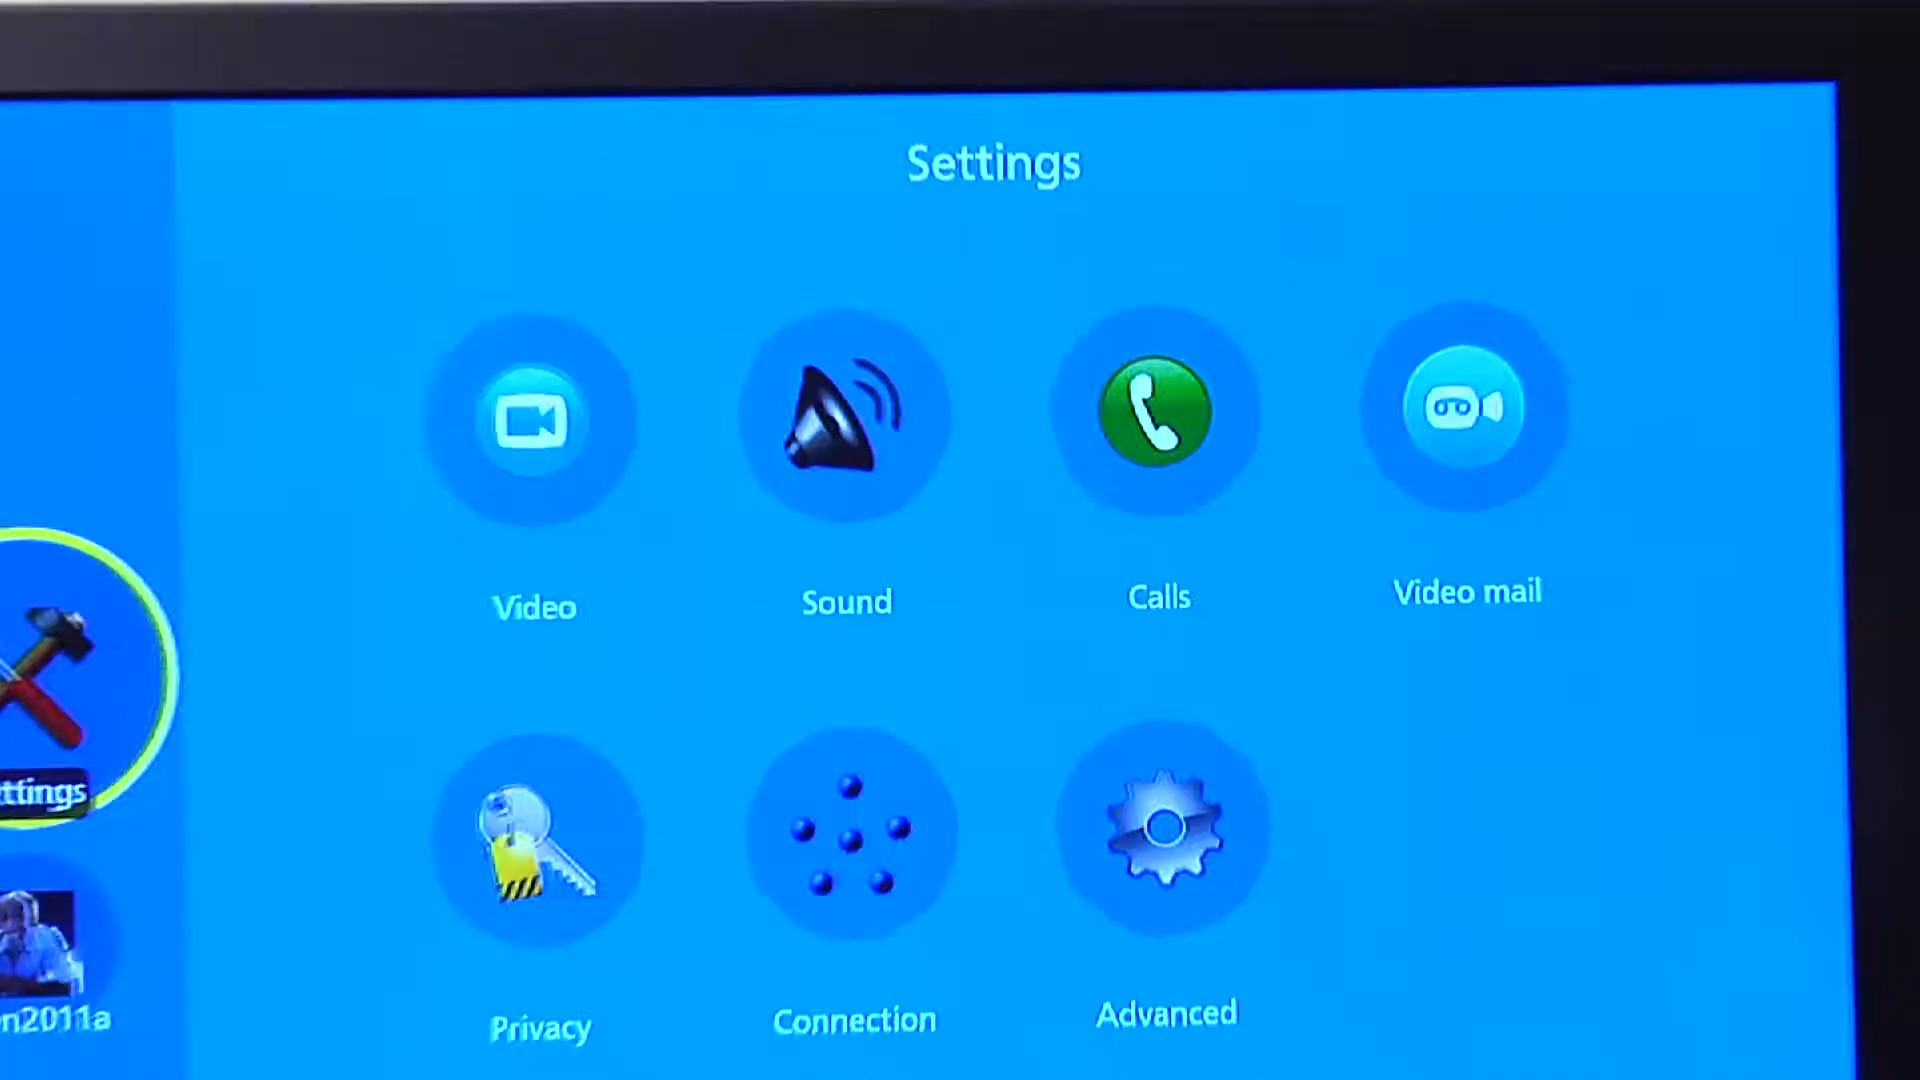 Settings
Video
Sound
Calls
Video mail
ttings
n2011a
Privacy
Connection
Advanced